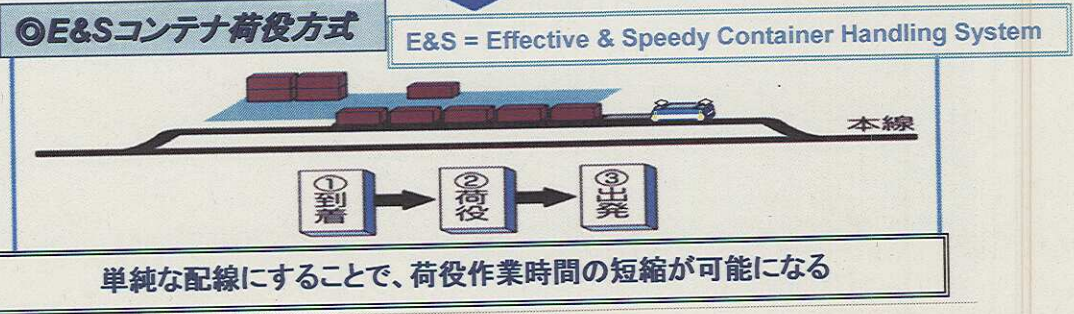 ◎E&Sコンテナ荷役方式
E&S = Effective & Speedy Container Handling System
本線
①到着
②荷役
③出発
単純な配線にすることで、荷役作業時間の短縮が可能になる